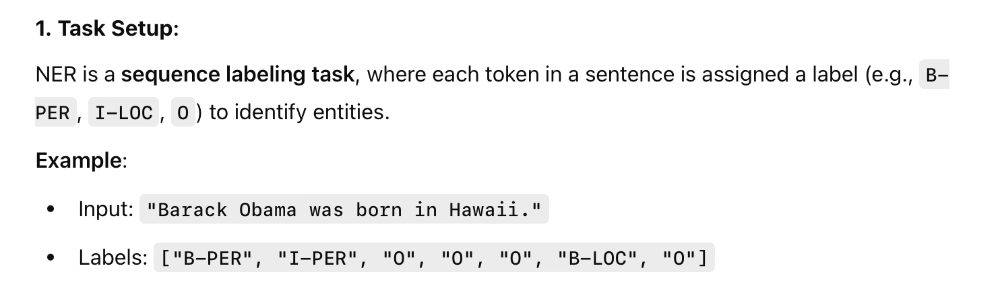 1. Task Setup:
NER is a sequence labeling task, where each token in a sentence is assigned a label (e.g., B-
PER, I-LOC, O) to identify entities.
Example:
• Input: "Barack Obama was born in Hawaii."
• Labels: ["B-PER", "I-PER", "O", "O", "O", "B-LOC", "O"]